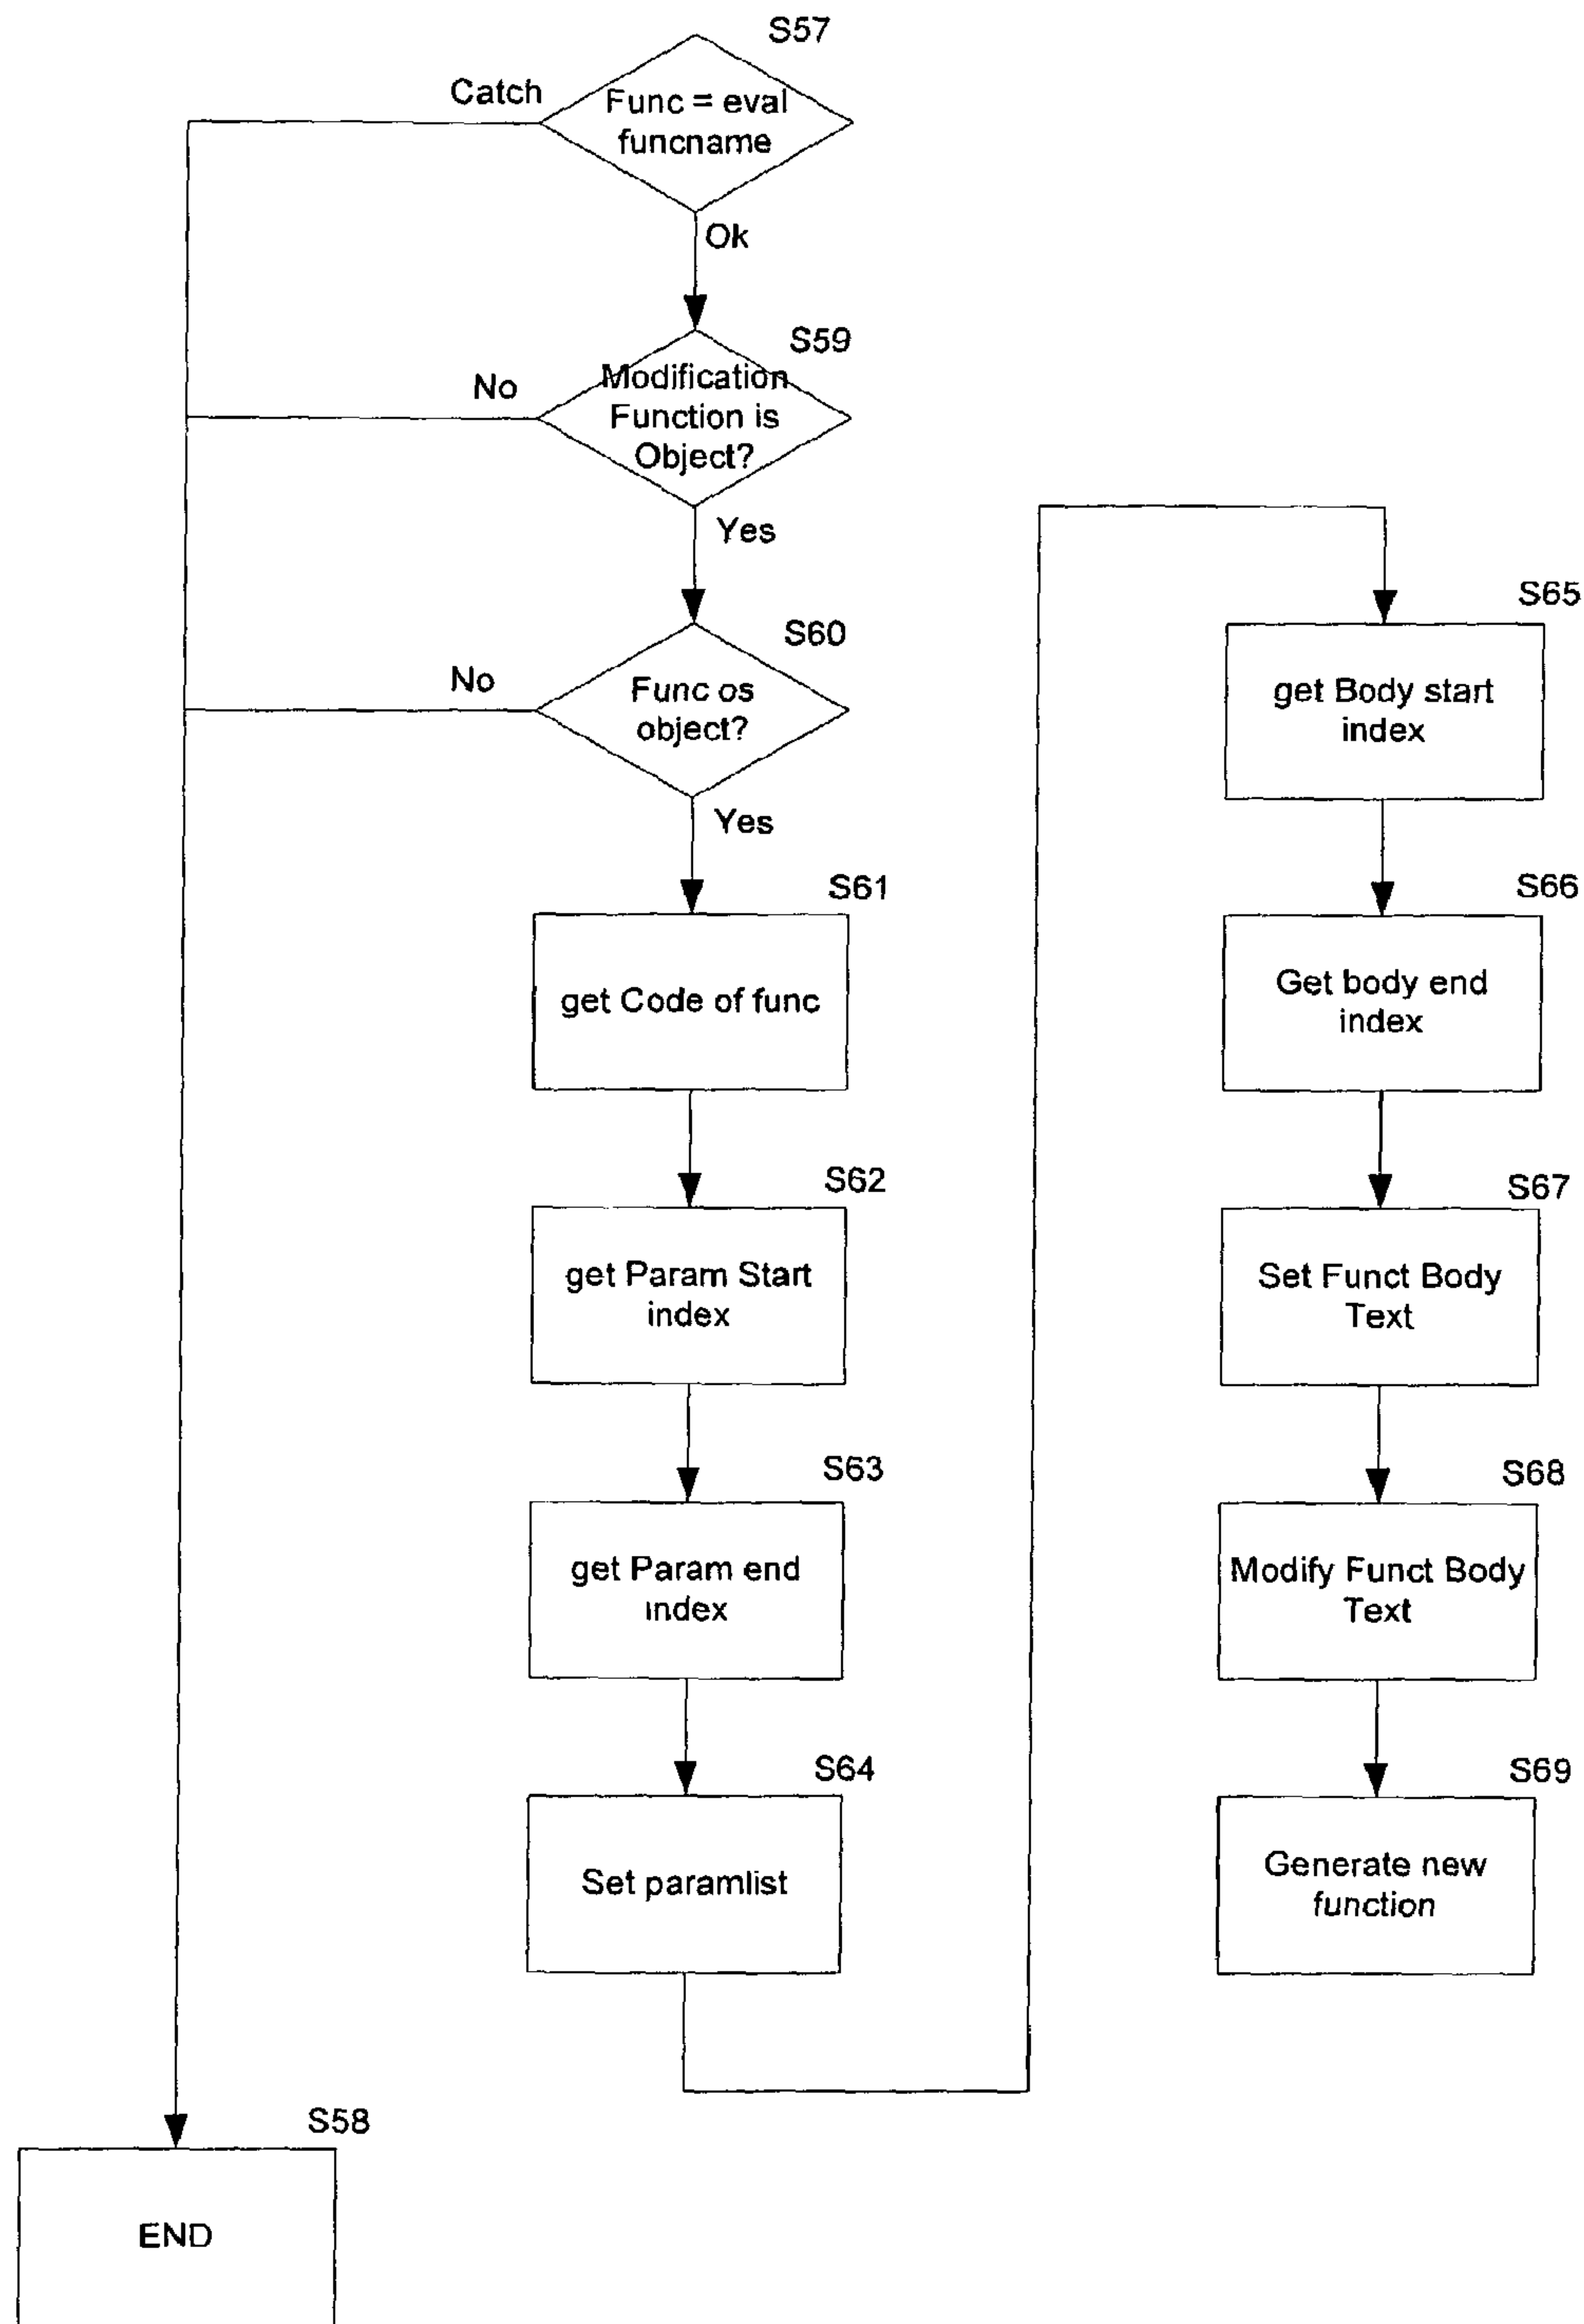 S57
Catch
Func = eval
funcname
Ok
S59
No
Modification
Function is
Object?
Yes
S60
No
Func os
object?
Yes
S61
get Code of func
S62
get Param Start
index
S63
get Param end
index
S64
Set paramlist
S65
get Body start
index
S66
Get body end
index
S67
Set Funct Body
Text
S68
Modify Funct Body
Text
S69
Generate new
function
S58
END